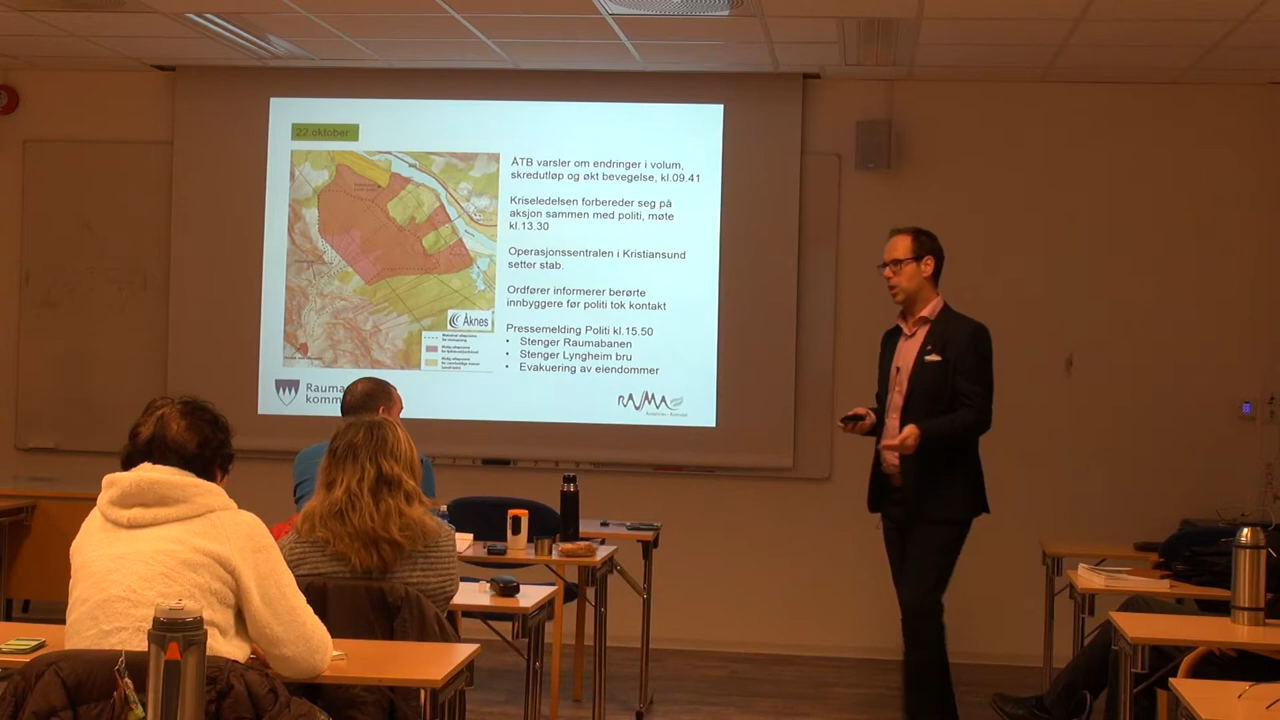 22.oktober
ÅTB varsler om endringer i volum,
skredutløp og økt bevegelse, kl.09.41
Kriseledelsen forbereder seg på
aksjon sammen med politi, møte
kl.13.30
Operasjonssentralen i Kristiansund
setter stab.
Ordfører informerer berørte
innbyggere før politi tok kontakt
Pressemelding Politi kl.15.50
• Stenger Raumabanen
• Stenger Lyngheim bru
• Evakuering av eiendommer
Åknes
Rauma
komm
RAUMA